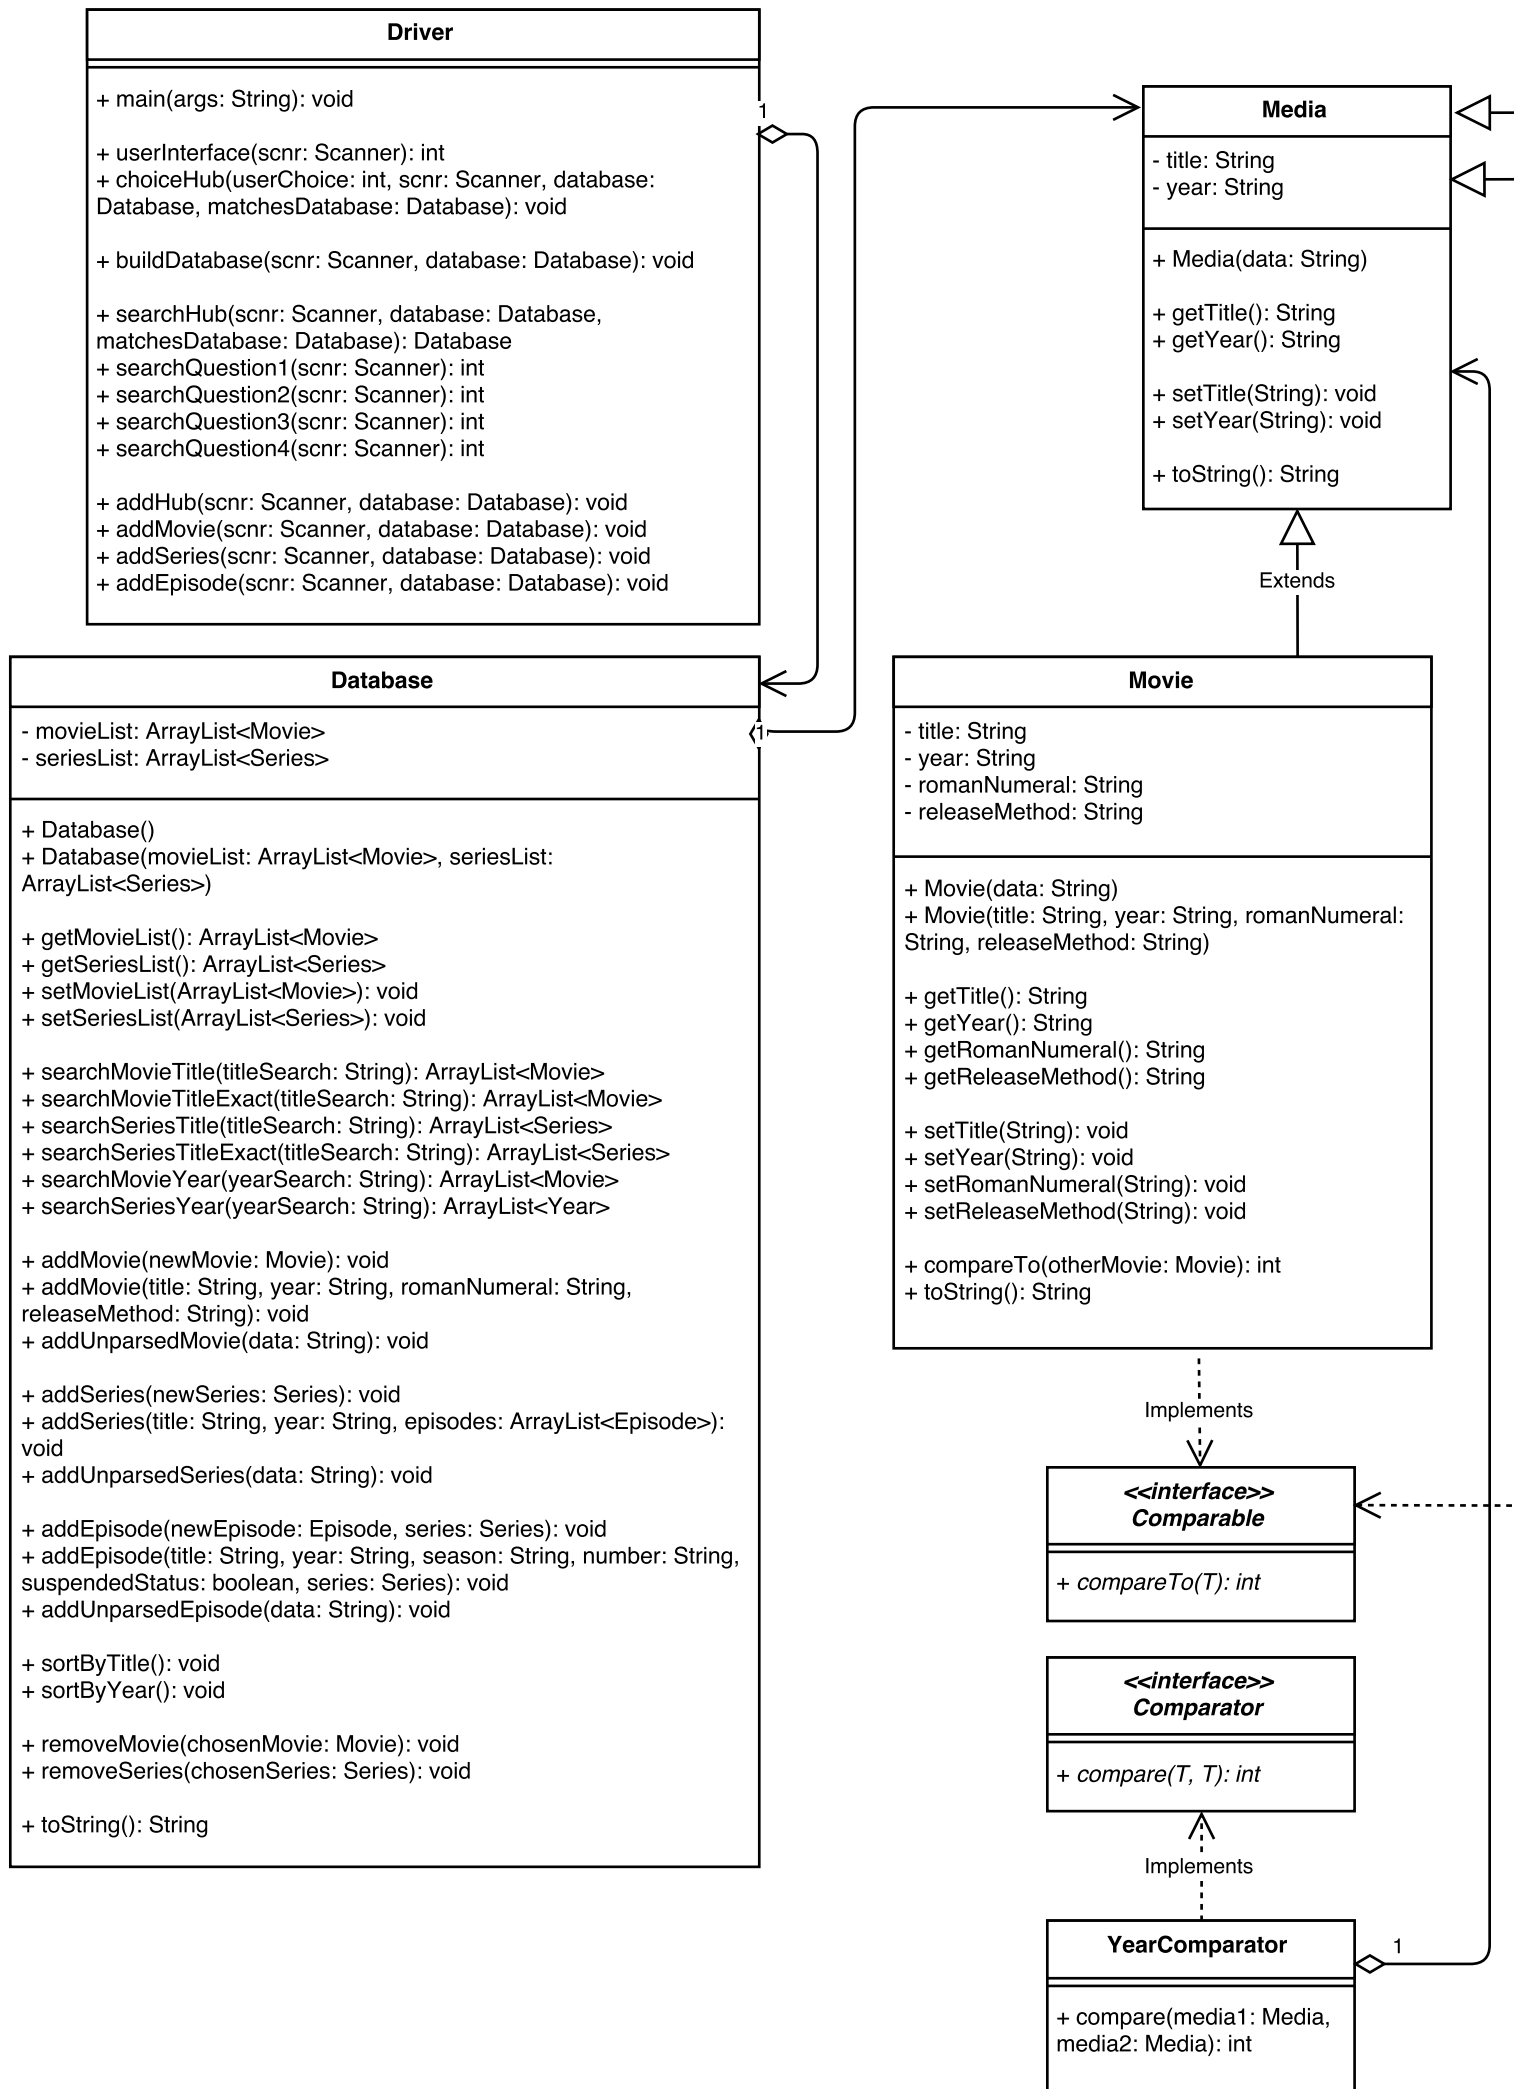 Driver
+ main(args: String): void
+ userInterface(scnr: Scanner): int
+ choiceHub(userChoice: int, scnr: Scanner, database:
Database, matchesDatabase: Database): void
+ buildDatabase(scnr: Scanner, database: Database): void
+ searchHub(scnr: Scanner, database: Database,
matchesDatabase: Database): Database
+ searchQuestion1(scnr: Scanner): int
+ searchQuestion2(scnr: Scanner): int
+ searchQuestion3(scnr: Scanner): int
+ searchQuestion4(scnr: Scanner): int
+ addHub(scnr: Scanner, database: Database): void
+ addMovie(scnr: Scanner, database: Database): void
+ addSeries(scnr: Scanner, database: Database): void
+ addEpisode(scnr: Scanner, database: Database): void
1
Database
- movieList: ArrayList<Movie>
- seriesList: ArrayList<Series>
1
+ Database()
+ Database(movieList: ArrayList<Movie>, seriesList:
ArrayList<Series>)
+ getMovieList(): ArrayList<Movie>
+ getSeriesList(): ArrayList<Series>
+ setMovieList(ArrayList<Movie>): void
+ setSeriesList(ArrayList<Series>): void
+ searchMovieTitle(titleSearch: String): ArrayList<Movie>
+ searchMovieTitleExact(titleSearch: String): ArrayList<Movie>
+ searchSeriesTitle(titleSearch: String): ArrayList<Series>
+ searchSeriesTitleExact(titleSearch: String): ArrayList<Series>
+ searchMovieYear(yearSearch: String): ArrayList<Movie>
+ searchSeriesYear(yearSearch: String): ArrayList<Year>
+ addMovie(newMovie: Movie): void
+ addMovie(title: String, year: String, romanNumeral: String,
releaseMethod: String): void
+ addUnparsedMovie(data: String): void
+ addSeries(newSeries: Series): void
+ addSeries(title: String, year: String, episodes: ArrayList<Episode>):
void
+ addUnparsedSeries(data: String): void
+ addEpisode(newEpisode: Episode, series: Series): void
+ addEpisode(title: String, year: String, season: String, number: String,
suspendedStatus: boolean, series: Series): void
+ addUnparsedEpisode(data: String): void
+ sortByTitle(): void
+ sortByYear(): void
+ removeMovie(chosenMovie: Movie): void
+ removeSeries(chosenSeries: Series): void
+ toString(): String
Media
- title: String
- year: String
+ Media(data: String)
+ getTitle(): String
+ getYear(): String
+ setTitle(String): void
+ setYear(String): void
+ toString(): String
Extends
Movie
- title: String
- year: String
- romanNumeral: String
- releaseMethod: String
+ Movie(data: String)
+ Movie(title: String, year: String, romanNumeral:
String, releaseMethod: String)
+ getTitle(): String
+ getYear(): String
+ getRomanNumeral(): String
+ getReleaseMethod(): String
+ setTitle(String): void
+ setYear(String): void
+ setRomanNumeral(String): void
+ setReleaseMethod(String): void
+ compareTo(otherMovie: Movie): int
+ toString(): String
Implements
<<interface>>
Comparable
+ compareTo(T): int
<<interface>>
Comparator
+ compare(T, T): int
Implements
YearComparator
1
+ compare(media1: Media,
media2: Media): int